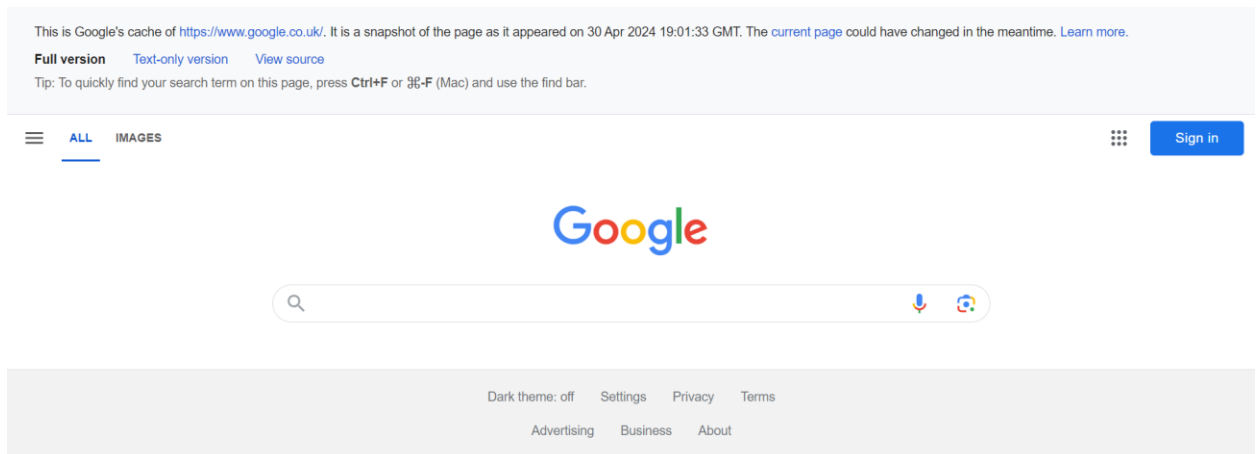 This is Google's cache of https://www.google.co.uk/. It is a snapshot of the page as it appeared on 30 Apr 2024 19:01:33 GMT. The current page could have changed in the meantime. Learn more.
Full version Text-only version View source
Tip: To quickly find your search term on this page, press Ctrl+F or ⌘-F (Mac) and use the find bar.
ALL IMAGES Sign in
Google
Dark theme: off Settings Privacy Terms
Advertising Business About